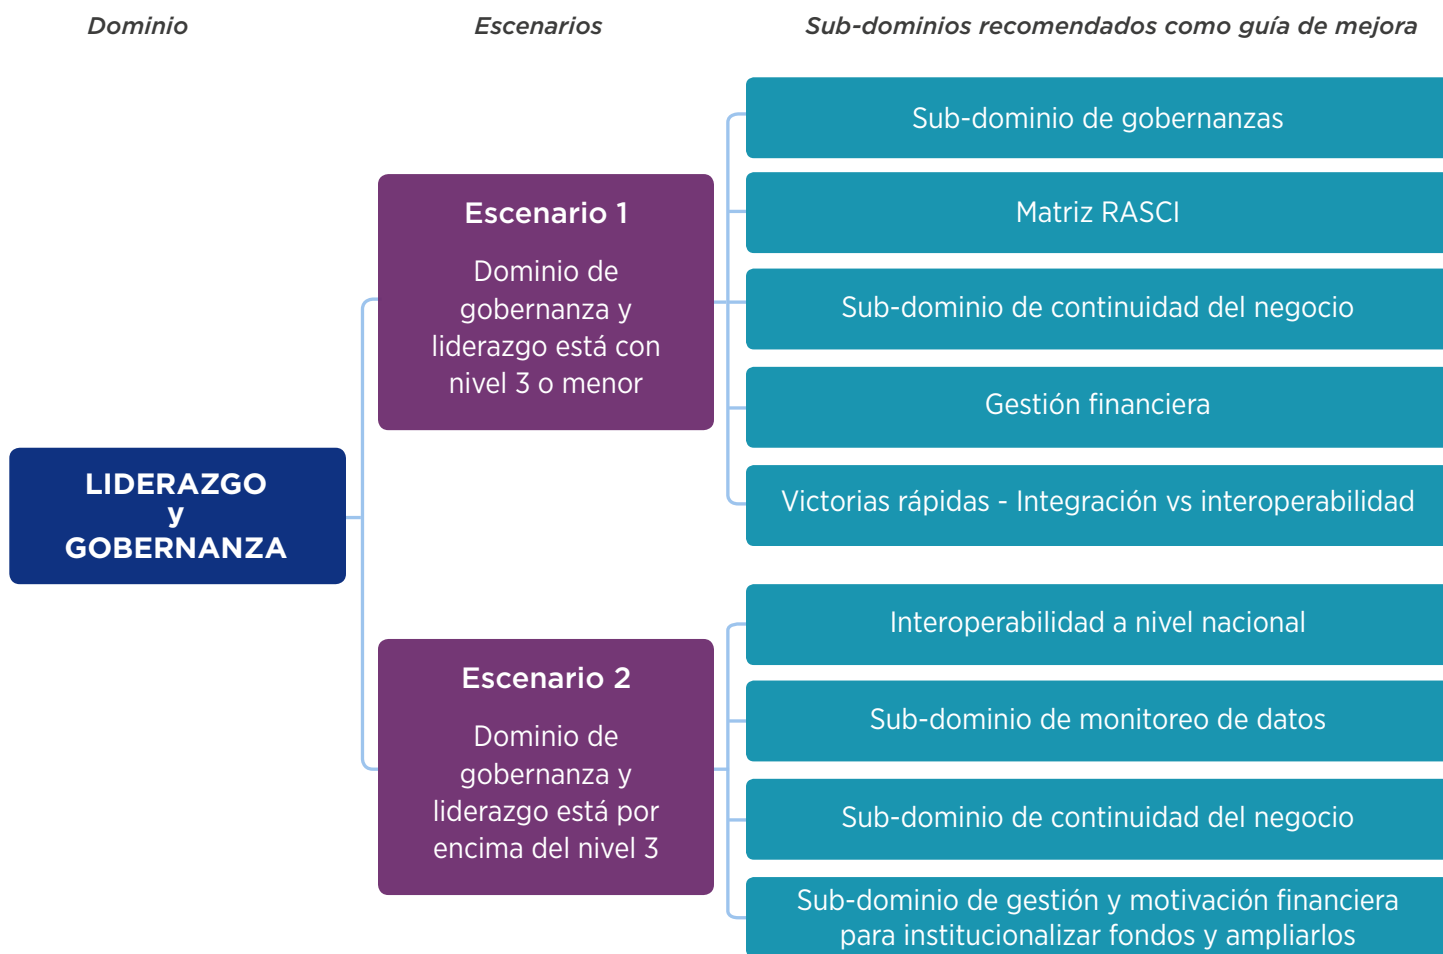 Dominio
Escenarios
Sub-dominios recomendados como guía de mejora
LIDERAZGO
y
GOBERNANZA
Escenario 1
Dominio de
gobernanza y
liderazgo está con
nivel 3 o menor
Sub-dominio de gobernanzas
Matriz RASCI
Sub-dominio de continuidad del negocio
Gestión financiera
Victorias rápidas - Integración vs interoperabilidad
Escenario 2
Dominio de
gobernanza y
liderazgo está por
encima del nivel 3
Interoperabilidad a nivel nacional
Sub-dominio de monitoreo de datos
Sub-dominio de continuidad del negocio
Sub-dominio de gestión y motivación financiera
para institucionalizar fondos y ampliarlos